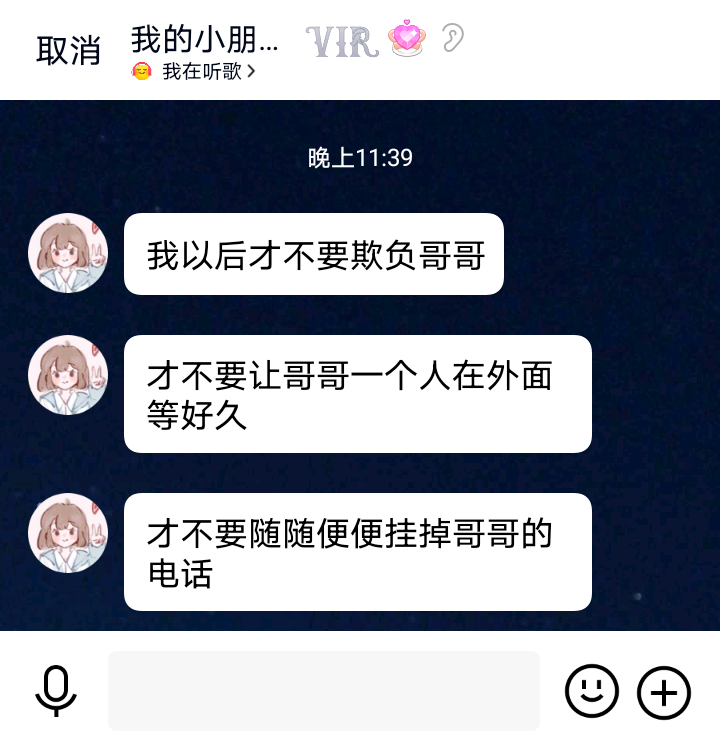 取消
我的小朋...
VIR
我在听歌
晚上11:39
我以后才不要欺负哥哥
才不要让哥哥一个人在外面
等好久
才不要随随便便挂掉哥哥的
电话